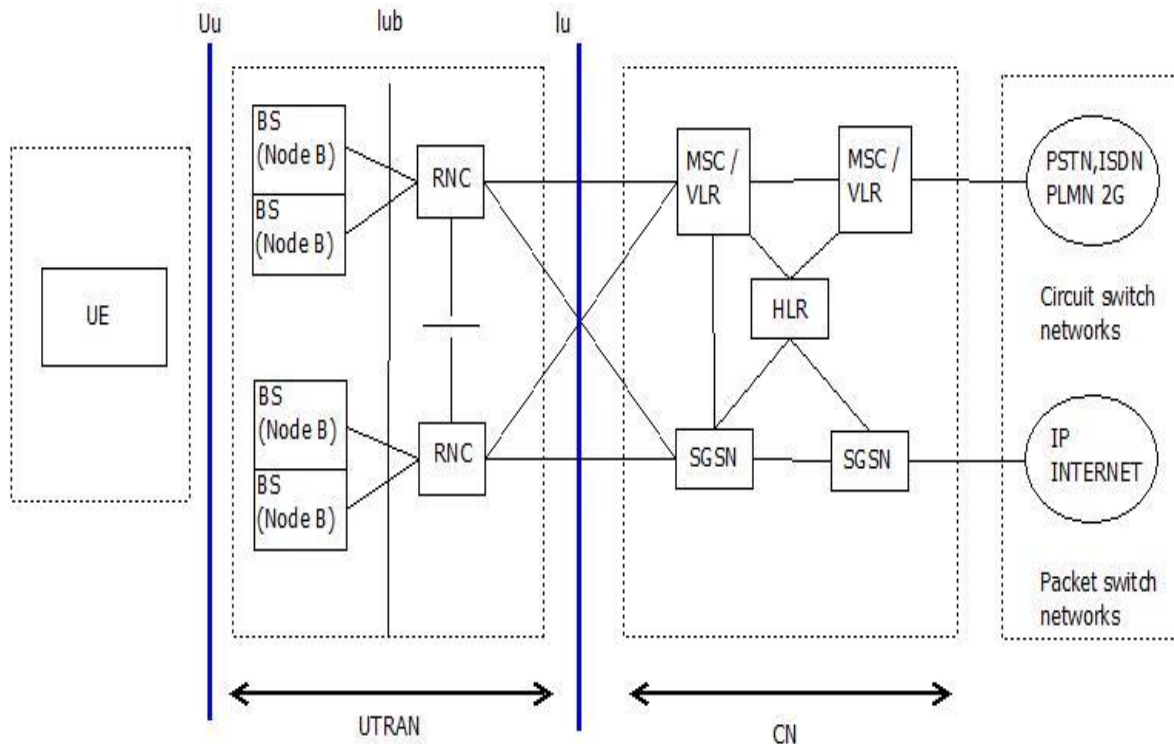 Uu
Iub
Iu
UE
BS
(Node B)
BS
(Node B)
RNC
BS
(Node B)
BS
(Node B)
RNC
MSC /
VLR
MSC /
VLR
HLR
SGSN
SGSN
PSTN,ISDN
PLMN 2G
Circuit switch
networks
IP
INTERNET
Packet switch
networks
UTRAN
CN